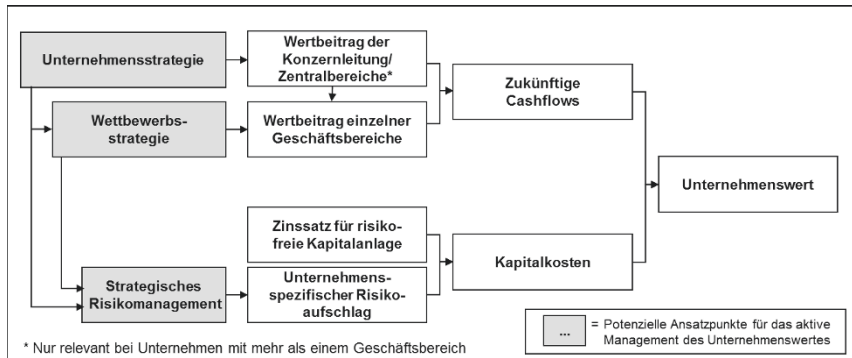 Unternehmensstrategie
Wertbeitrag der
Konzernleitung/
Zentralbereiche*
Zukünftige
Cashflows
Wettbewerbs-
strategie
Wertbeitrag einzelner
Geschäftsbereiche
Unternehmenswert
Zinssatz für risiko-
freie Kapitalanlage
Kapitalkosten
Strategisches
Risikomanagement
Unternehmens-
spezifischer Risiko-
aufschlag
... = Potenzielle Ansatzpunkte für das aktive
Management des Unternehmenswertes
* Nur relevant bei Unternehmen mit mehr als einem Geschäftsbereich